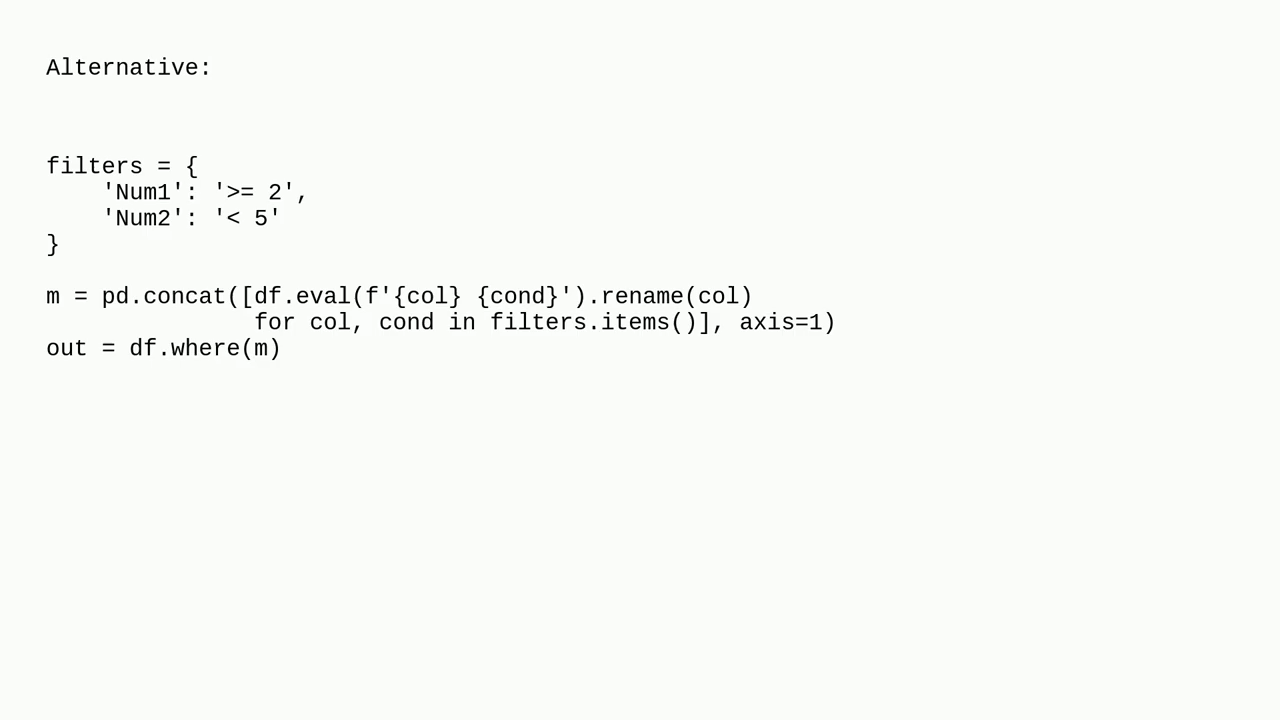 Alternative:
filters = {
    'Num1': '>= 2',
    'Num2': '< 5'
}
m = pd.concat([df.eval(f'{col} {cond}').rename(col)
               for col, cond in filters.items()], axis=1)
out = df.where(m)